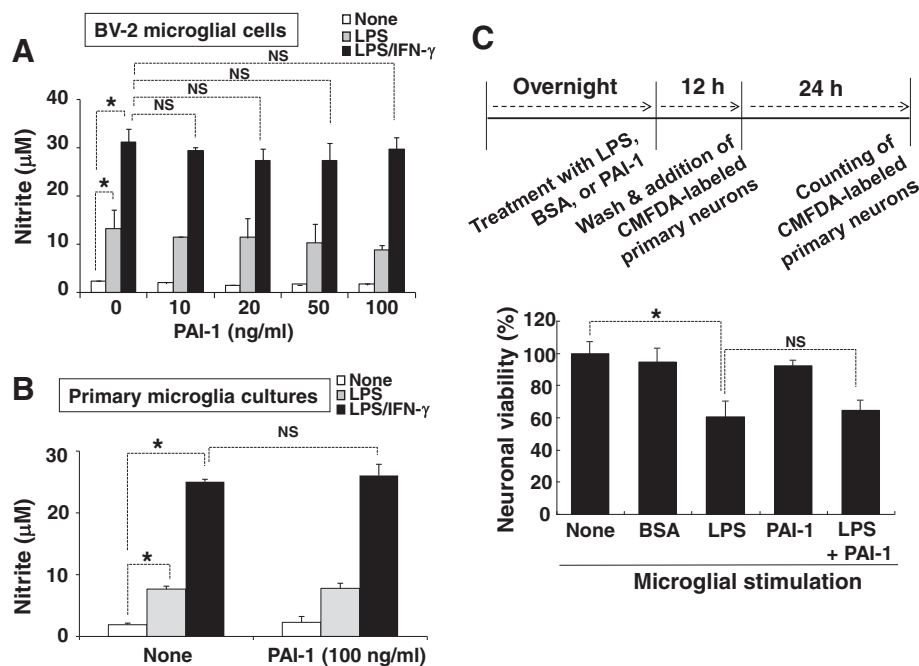 A
BV-2 microglial cells
None
LPS
LPS/IFN-γ
NS
NS
NS
NS
*
*
40
30
20
10
0
Nitrite (μM)
0 10 20 50 100
PAI-1 (ng/ml)
B
Primary microglia cultures
None
LPS
LPS/IFN-γ
*
NS
*
30
20
10
0
Nitrite (μM)
None PAI-1 (100 ng/ml)
C
Overnight 12 h 24 h
Treatment with LPS,
BSA, or PAI-1
Wash & addition of
CMFDA-labeled
primary neurons
Counting of
CMFDA-labeled
primary neurons
*
NS
120
100
80
60
40
20
0
Neuronal viability (%)
None BSA LPS PAI-1 LPS
+ PAI-1
Microglial stimulation